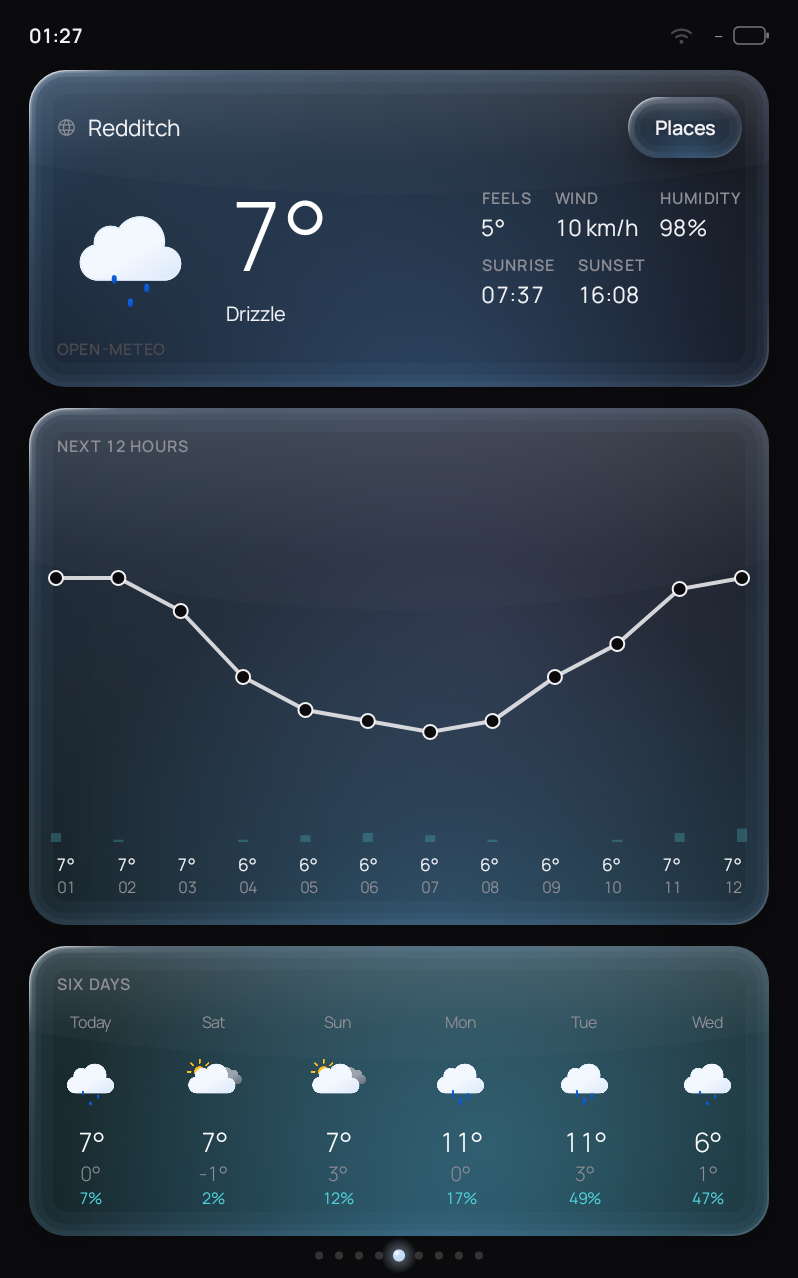 01:27
–
Redditch
Places
7°
Drizzle
FEELS WIND HUMIDITY
5° 10 km/h 98%
SUNRISE SUNSET
07:37 16:08
OPEN-METEO
NEXT 12 HOURS
7° 7° 7° 6° 6° 6° 6° 6° 6° 6° 7° 7°
01 02 03 04 05 06 07 08 09 10 11 12
SIX DAYS
Today Sat Sun Mon Tue Wed
7° 7° 7° 11° 11° 6°
0° -1° 3° 0° 3° 1°
7% 2% 12% 17% 49% 47%